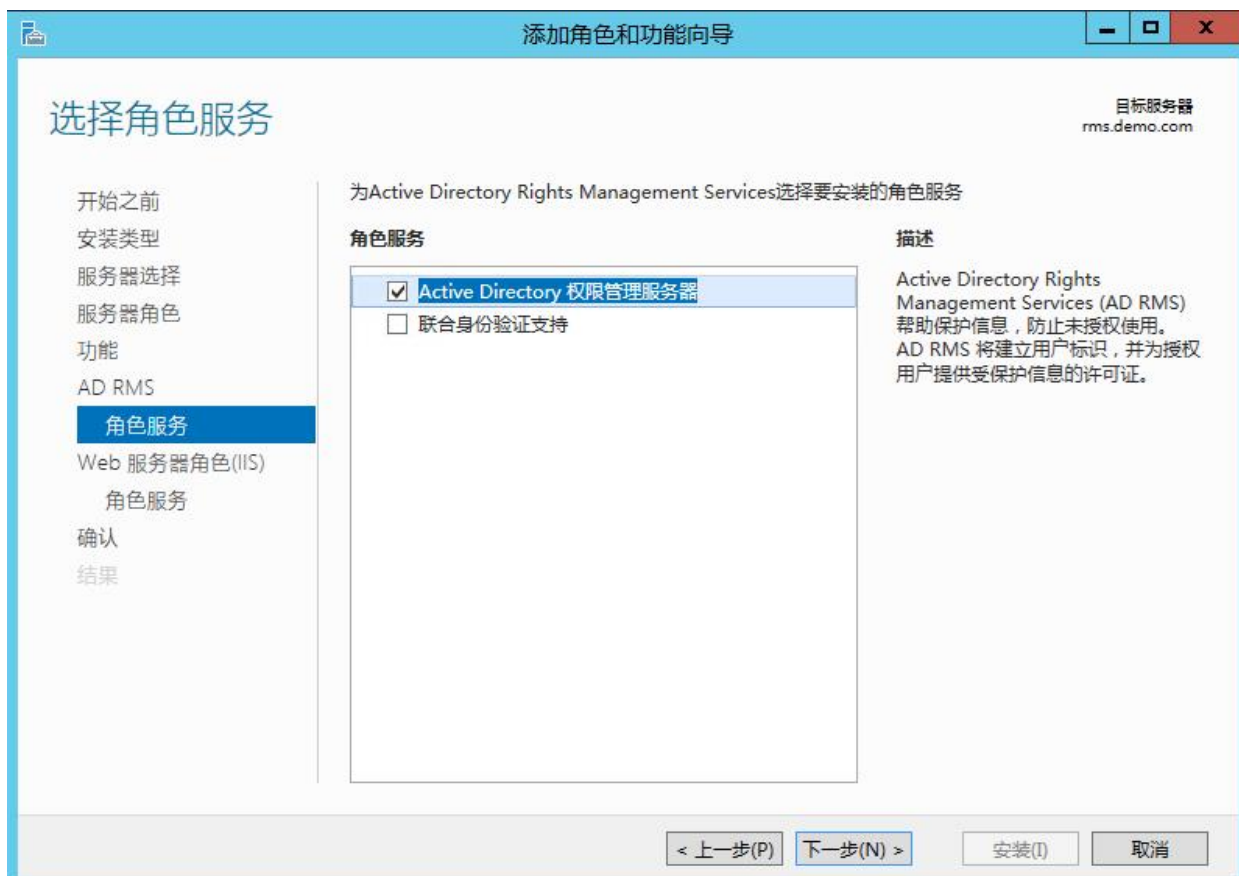 添加角色和功能向导
选择角色服务
目标服务器
rms.demo.com
开始之前
安装类型
服务器选择
服务器角色
功能
AD RMS
角色服务
Web 服务器角色(IIS)
角色服务
确认
结果
为Active Directory Rights Management Services选择要安装的角色服务
角色服务
Active Directory 权限管理服务器
联合身份验证支持
描述
Active Directory Rights
Management Services (AD RMS)
帮助保护信息，防止未授权使用。
AD RMS 将建立用户标识，并为授权
用户提供受保护信息的许可证。
< 上一步(P)
下一步(N) >
安装(I)
取消